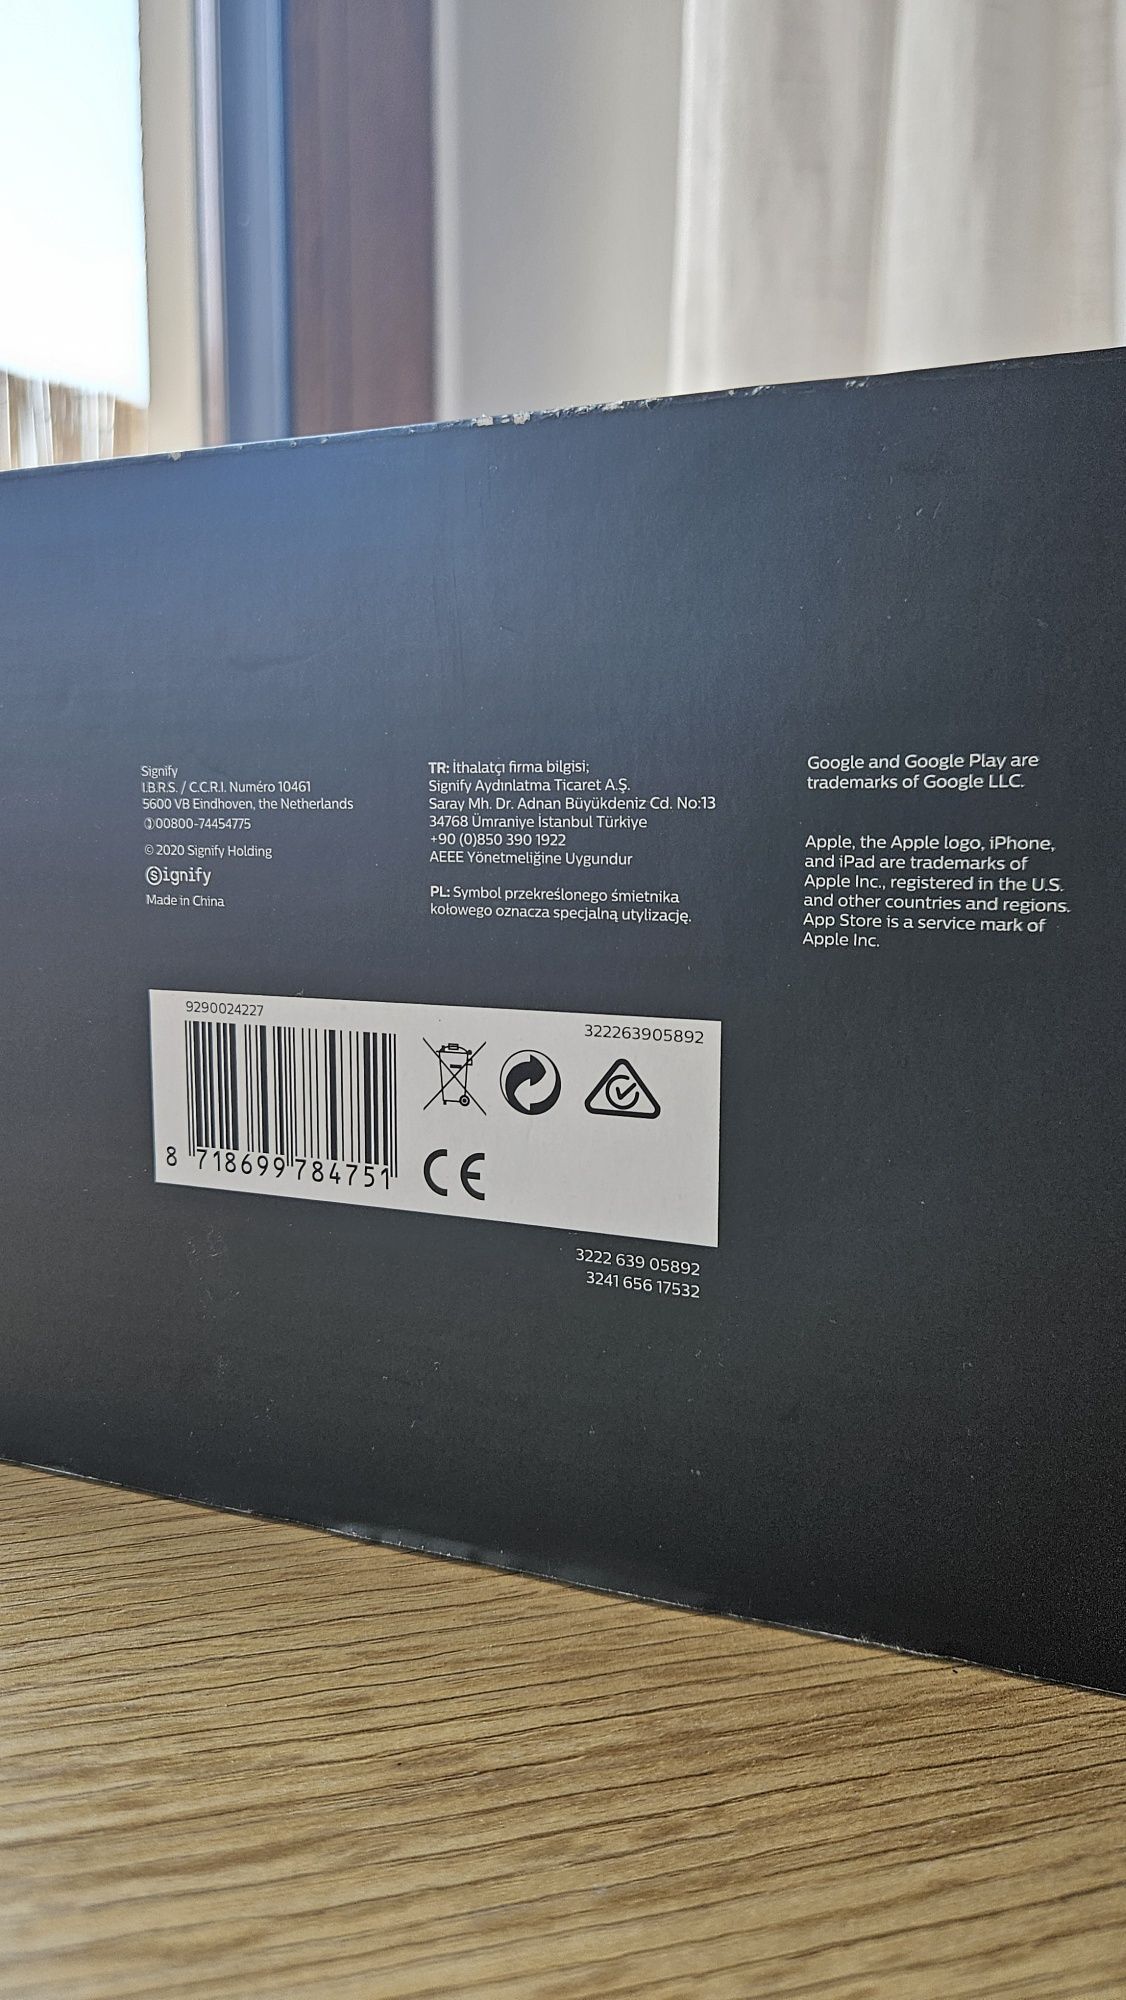 Signify
I.B.R.S. / C.C.R.I. Numéro 10461
5600 VB Eindhoven, the Netherlands
00800-74454775
© 2020 Signify Holding
Signify
Made in China
TR: İthalatçı firma bilgisi;
Signify Aydınlatma Ticaret A.Ş.
Saray Mh. Dr. Adnan Büyükdeniz Cd. No:13
34768 Ümraniye İstanbul Türkiye
+90 (0)850 390 1922
AEEE Yönetmeliğine Uygundur
PL: Symbol przekreślonego śmietnika
kołowego oznacza specjalną utylizację.
Google and Google Play are
trademarks of Google LLC.
Apple, the Apple logo, iPhone,
and iPad are trademarks of
Apple Inc., registered in the U.S.
and other countries and regions.
App Store is a service mark of
Apple Inc.
9290024227
322263905892
8 718699 784751
CE
3222 639 05892
3241 656 17532